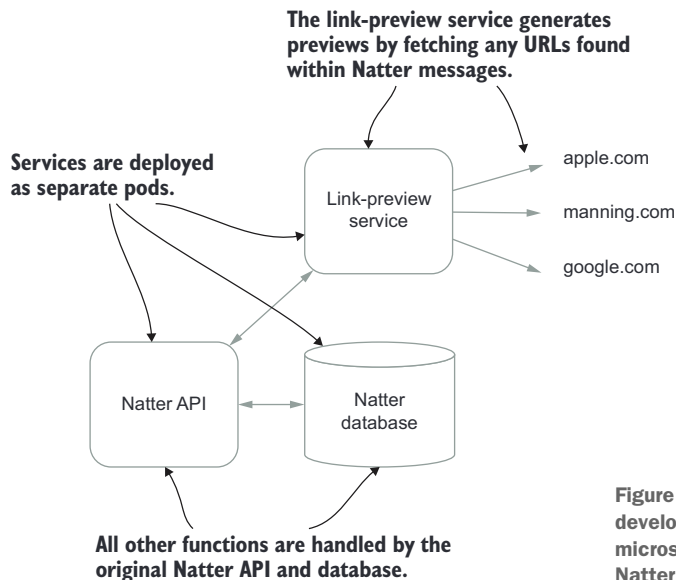 The link-preview service generates
previews by fetching any URLs found
within Natter messages.
Services are deployed
as separate pods.
Link-preview
service
apple.com
manning.com
google.com
Natter API
Natter
database
All other functions are handled by the
original Natter API and database.
Figure
develo
micros
Natter